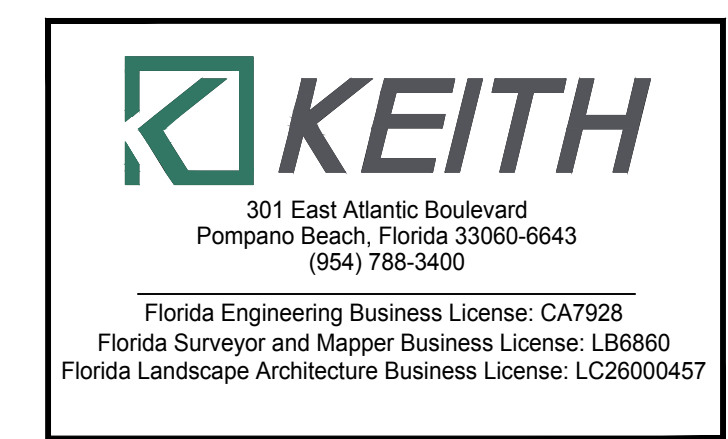 KEITH
301 East Atlantic Boulevard
Pompano Beach, Florida 33060-6643
(954) 788-3400
Florida Engineering Business License: CA7928
Florida Surveyor and Mapper Business License: LB6860
Florida Landscape Architecture Business License: LC26000457